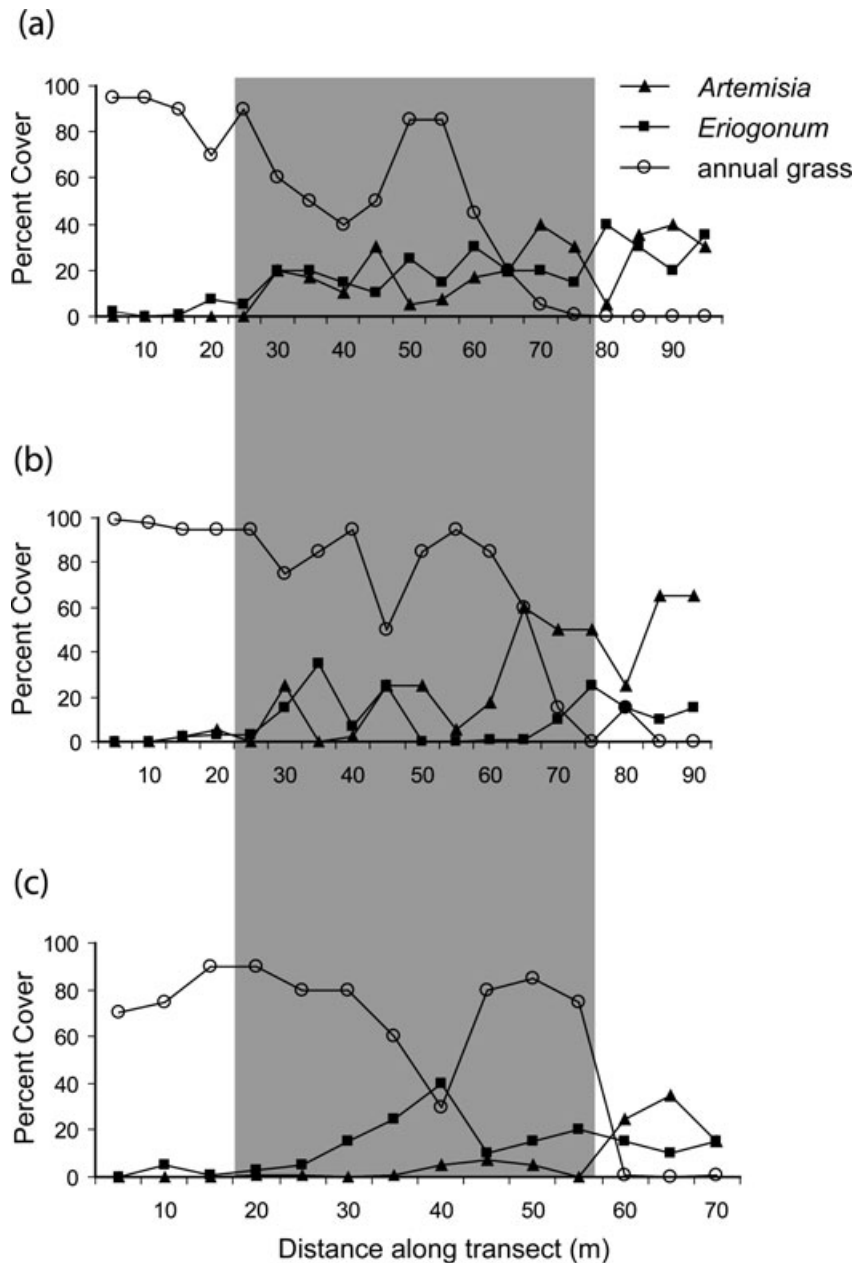 (a)
Percent Cover
100
80
60
40
20
0
10 20 30 40 50 60 70 80 90
Artemisia
Eriogonum
annual grass
(b)
Percent Cover
100
80
60
40
20
0
10 20 30 40 50 60 70 80 90
(c)
Percent Cover
100
80
60
40
20
0
10 20 30 40 50 60 70
Distance along transect (m)